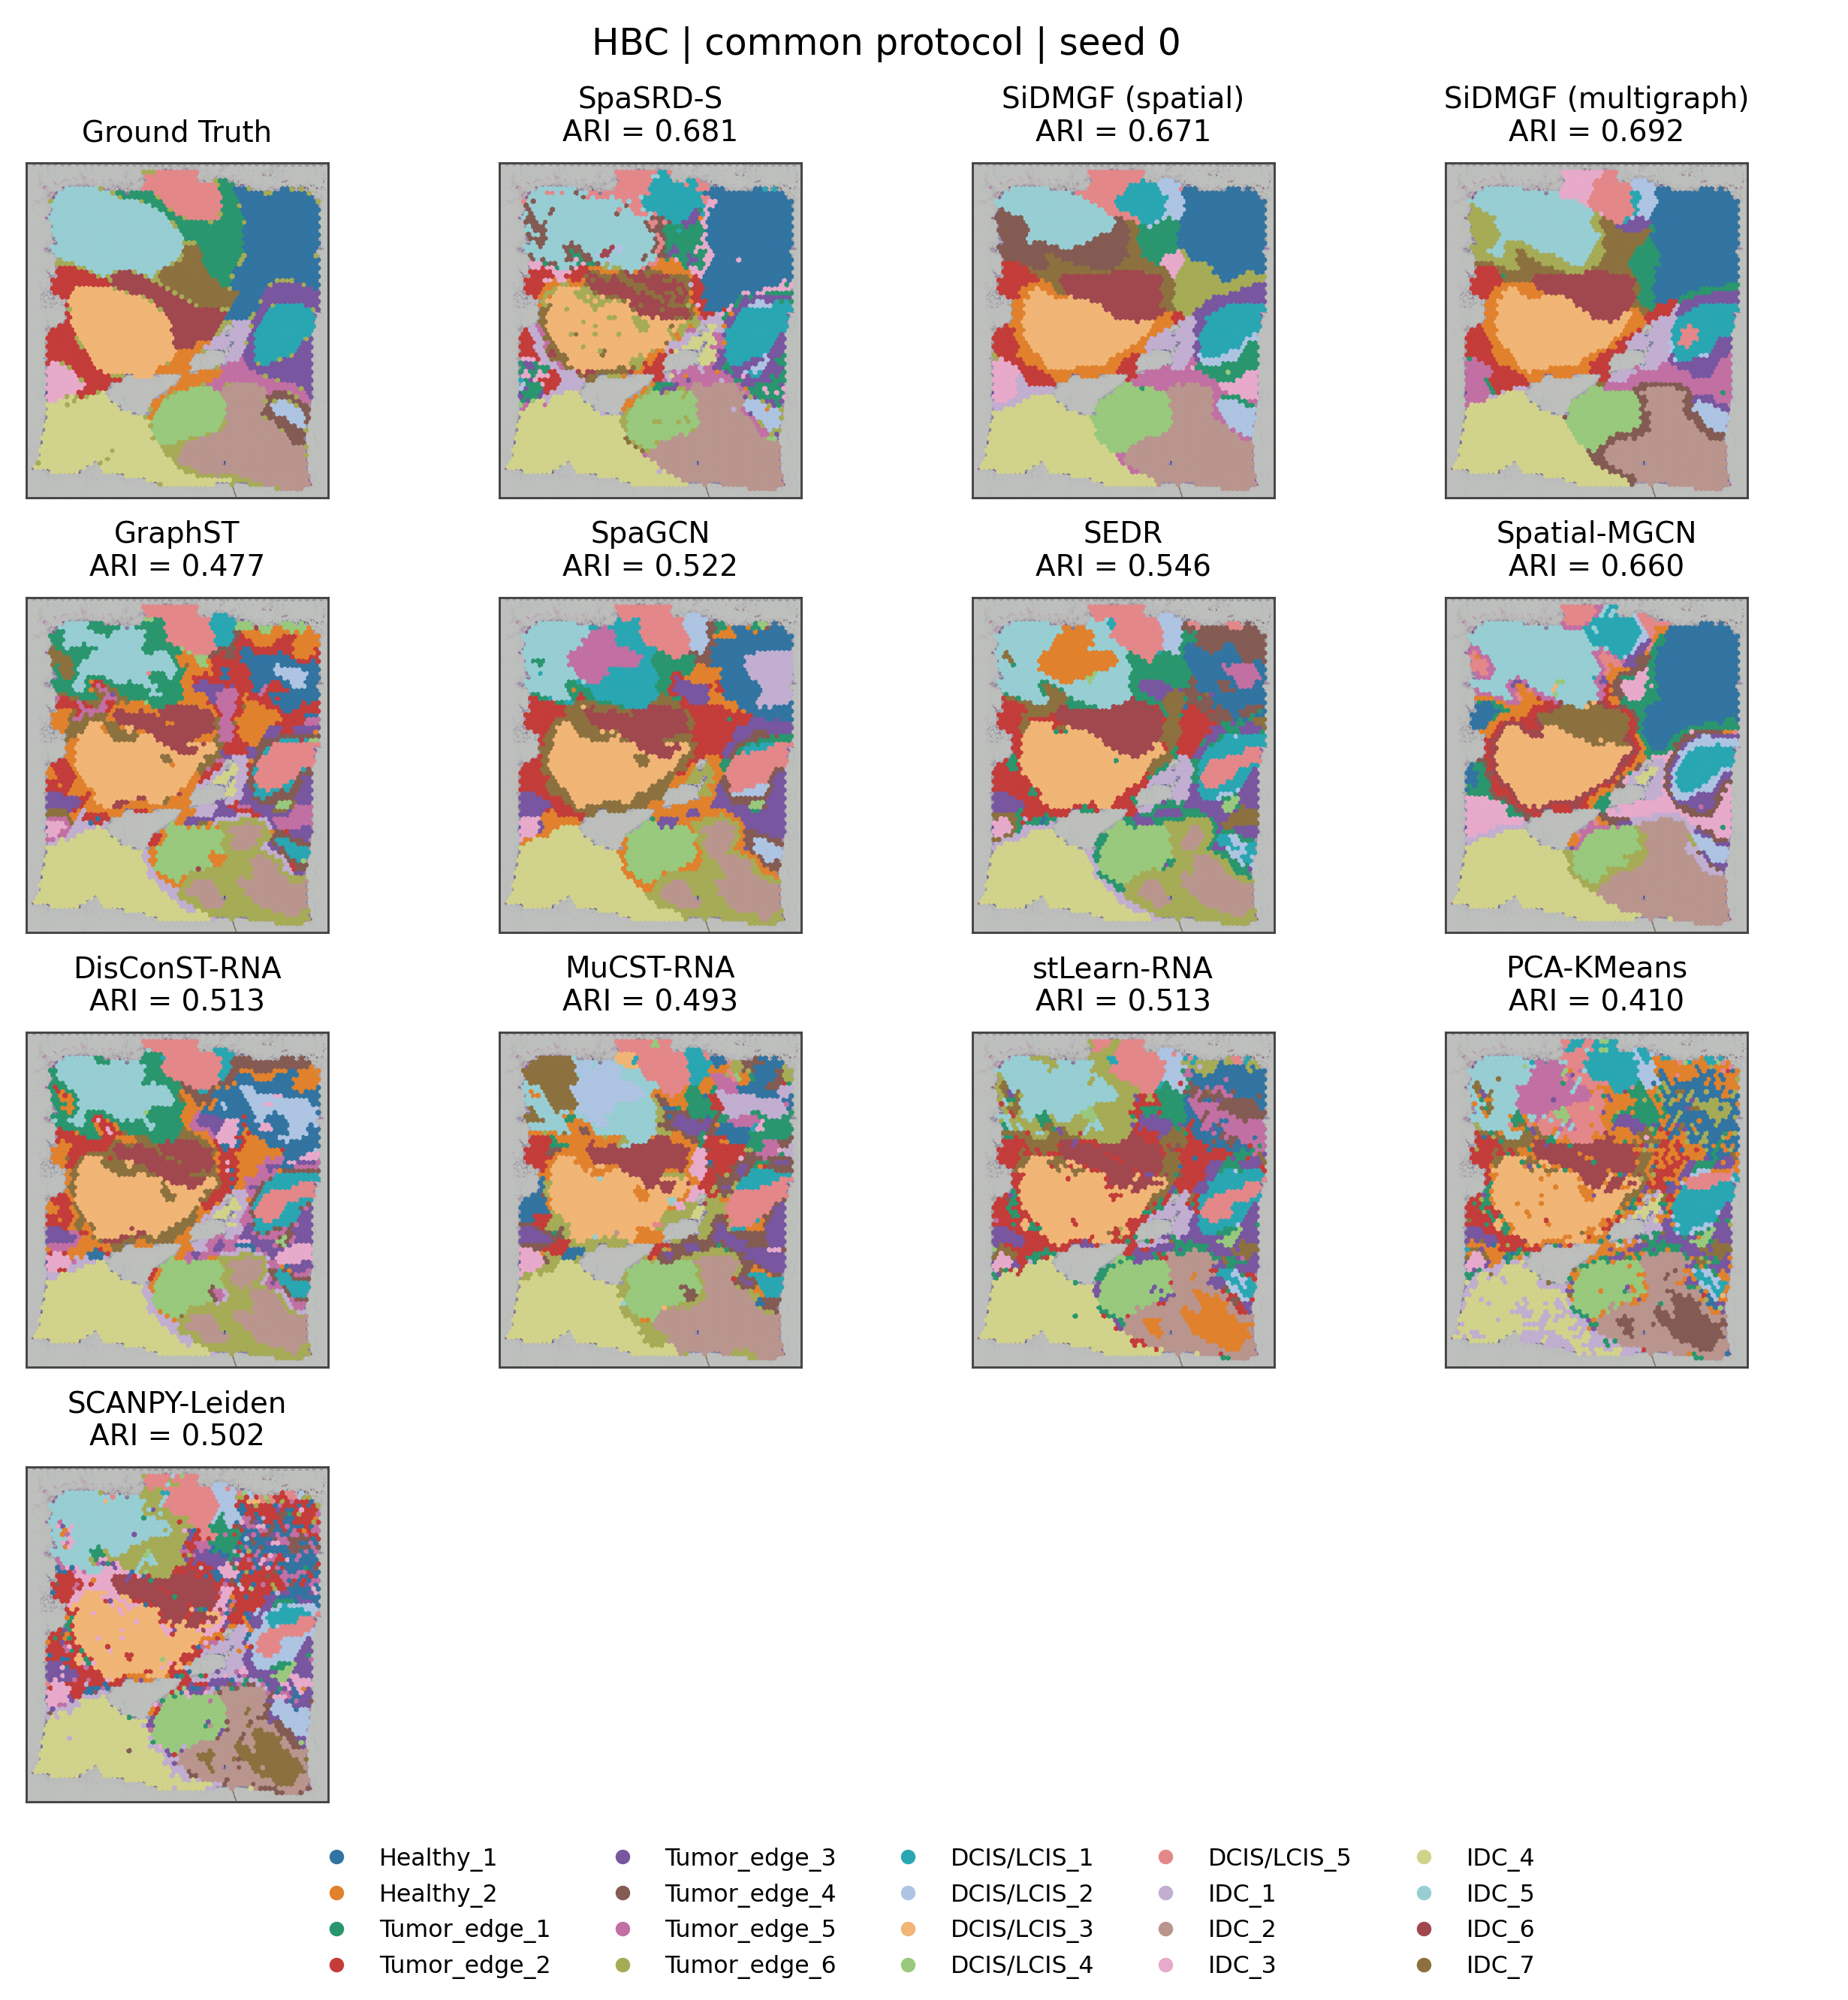 HBC | common protocol | seed 0
Ground Truth
SpaSRD-S
ARI = 0.681
SiDMGF (spatial)
ARI = 0.671
SiDMGF (multigraph)
ARI = 0.692
GraphST
ARI = 0.477
SpaGCN
ARI = 0.522
SEDR
ARI = 0.546
Spatial-MGCN
ARI = 0.660
DisConST-RNA
ARI = 0.513
MuCST-RNA
ARI = 0.493
stLearn-RNA
ARI = 0.513
PCA-KMeans
ARI = 0.410
SCANPY-Leiden
ARI = 0.502
Healthy_1
Healthy_2
Tumor_edge_1
Tumor_edge_2
Tumor_edge_3
Tumor_edge_4
Tumor_edge_5
Tumor_edge_6
DCIS/LCIS_1
DCIS/LCIS_2
DCIS/LCIS_3
DCIS/LCIS_4
DCIS/LCIS_5
IDC_1
IDC_2
IDC_3
IDC_4
IDC_5
IDC_6
IDC_7